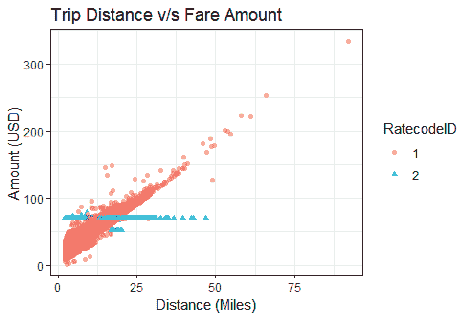 Trip Distance v/s Fare Amount
300
200
100
0
Amount (USD)
0
25
50
75
Distance (Miles)
RatecodeID
1
2